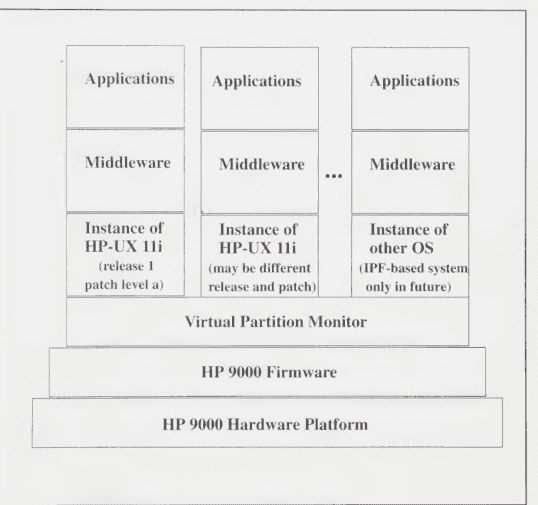 Applications
Applications
Applications
Middleware
Middleware
...
Middleware
Instance of
HP-UX 11i
(release 1
patch level a)
Instance of
HP-UX 11i
(may be different
release and patch)
Instance of
other OS
(IPF-based system
only in future)
Virtual Partition Monitor
HP 9000 Firmware
HP 9000 Hardware Platform